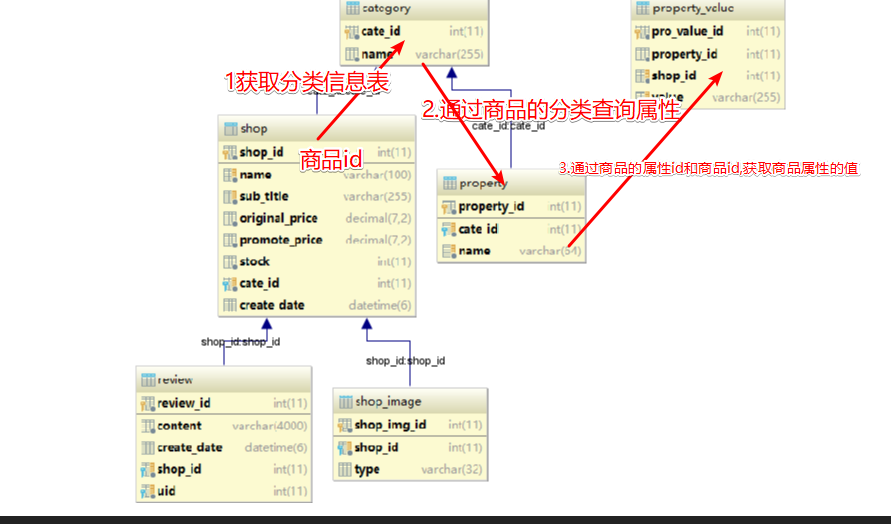 category
cate_id int(11)
name varchar(255)
property_value
pro_value_id int(11)
property_id int(11)
shop_id int(11)
value varchar(255)
1获取分类信息表
2.通过商品的分类查询属性
cate_id:cate_id
shop
shop_id int(11)
商品id
name varchar(100)
sub_title varchar(255)
original_price decimal(7,2)
promote_price decimal(7,2)
stock int(11)
cate_id int(11)
create_date datetime(6)
3.通过商品的属性id和商品id,获取商品属性的值
property
property_id int(11)
cate_id int(11)
name varchar(64)
shop_id:shop_id
shop_id:shop_id
review
review_id int(11)
content varchar(4000)
create_date datetime(6)
shop_id int(11)
uid int(11)
shop_image
shop_img_id int(11)
shop_id int(11)
type varchar(32)